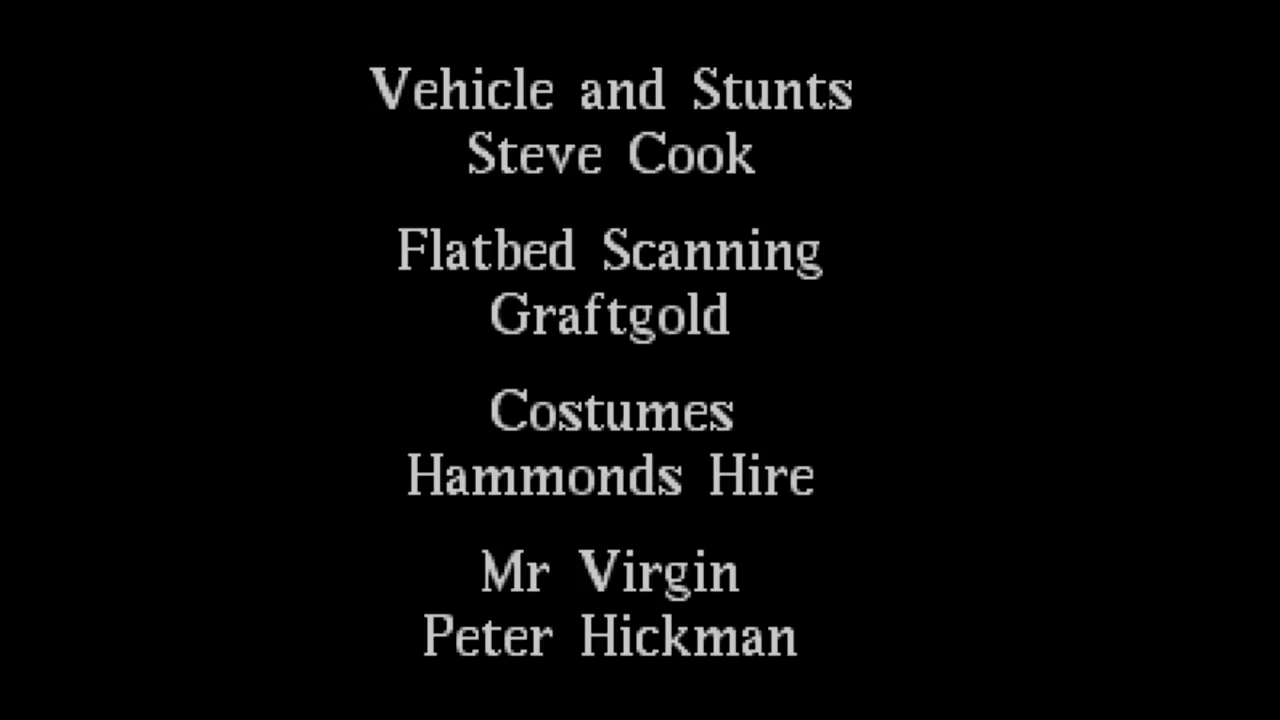 Vehicle and Stunts
Steve Cook
Flatbed Scanning
Graftgold
Costumes
Hammonds Hire
Mr Virgin
Peter Hickman